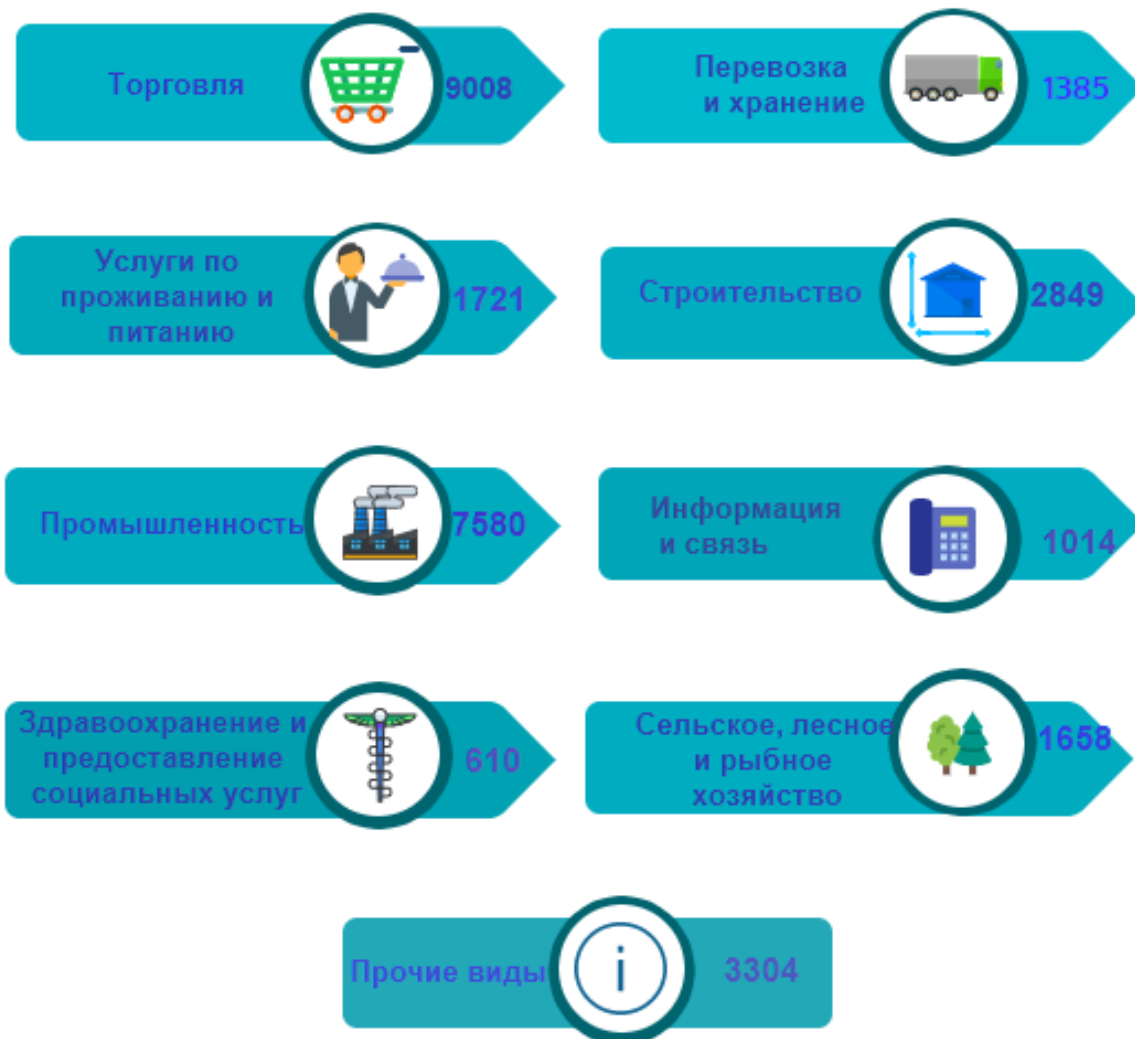 Торговля
9008
Перевозка
и хранение
1385
Услуги по
проживанию и
питанию
1721
Строительство
2849
Промышленность
7580
Информация
и связь
1014
Здравоохранение и
предоставление
социальных услуг
610
Сельское, лесное
и рыбное
хозяйство
1658
Прочие виды
i
3304